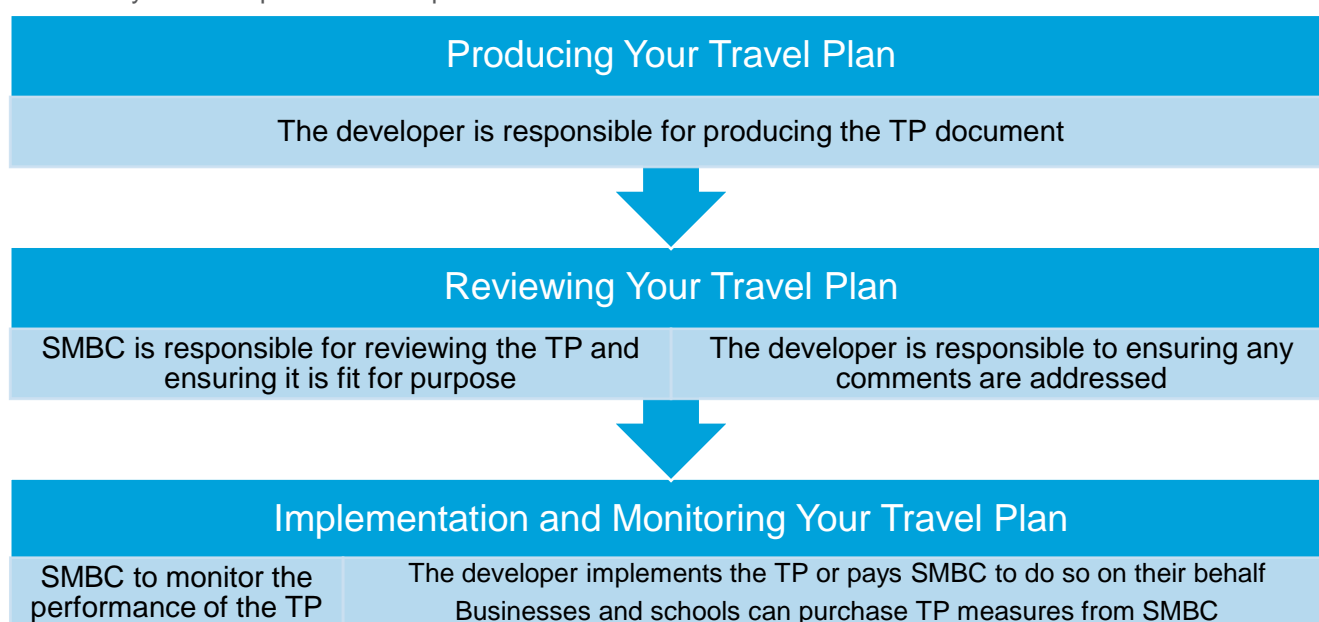 Producing Your Travel Plan
The developer is responsible for producing the TP document
Reviewing Your Travel Plan
SMBC is responsible for reviewing the TP and
ensuring it is fit for purpose
The developer is responsible to ensuring any
comments are addressed
Implementation and Monitoring Your Travel Plan
SMBC to monitor the
performance of the TP
The developer implements the TP or pays SMBC to do so on their behalf
Businesses and schools can purchase TP measures from SMBC